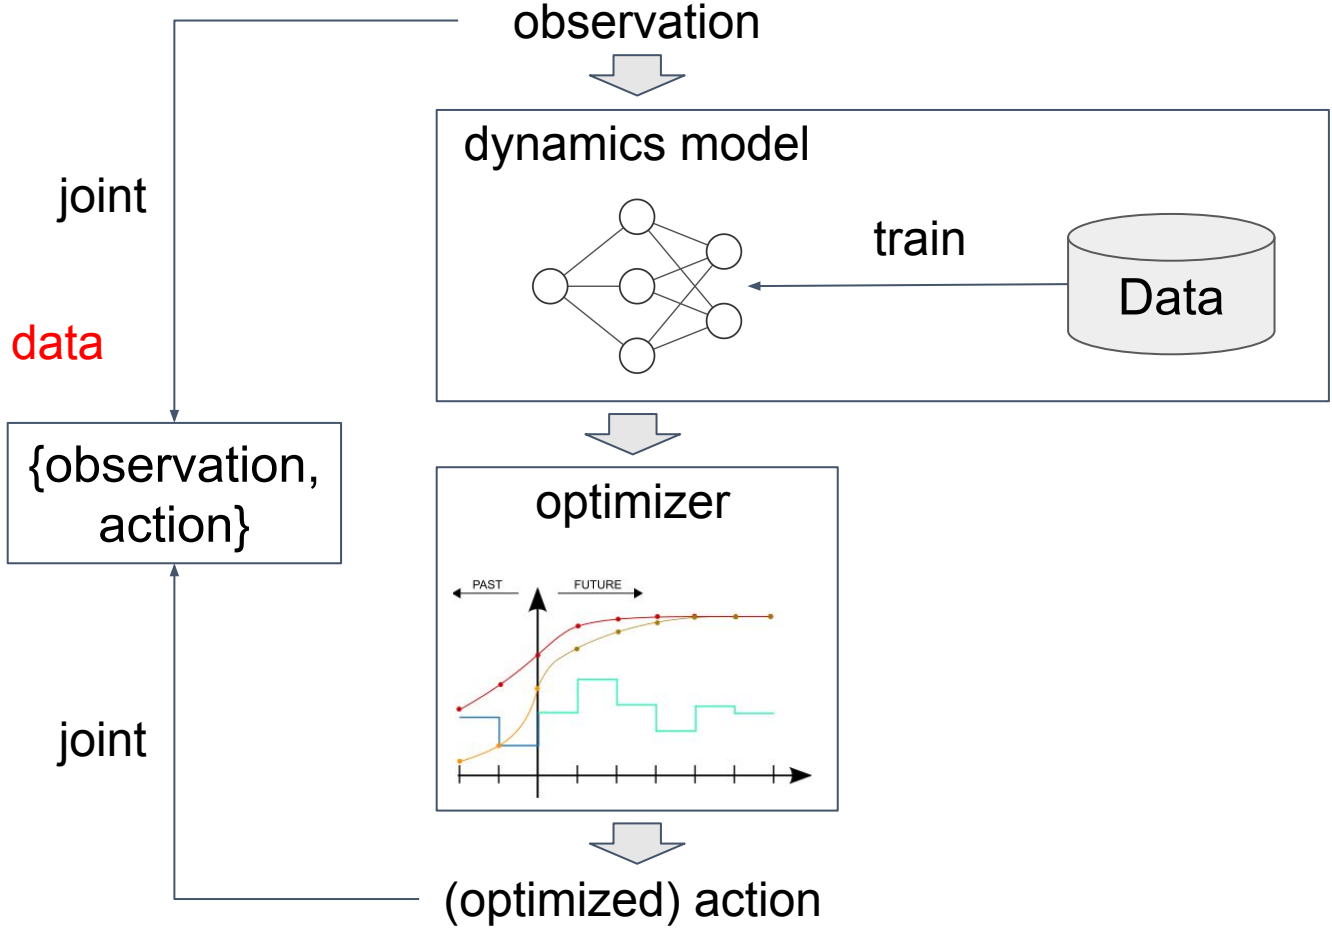 observation
dynamics model
joint
train
Data
data
{observation,
action}
optimizer
PAST
FUTURE
joint
(optimized) action